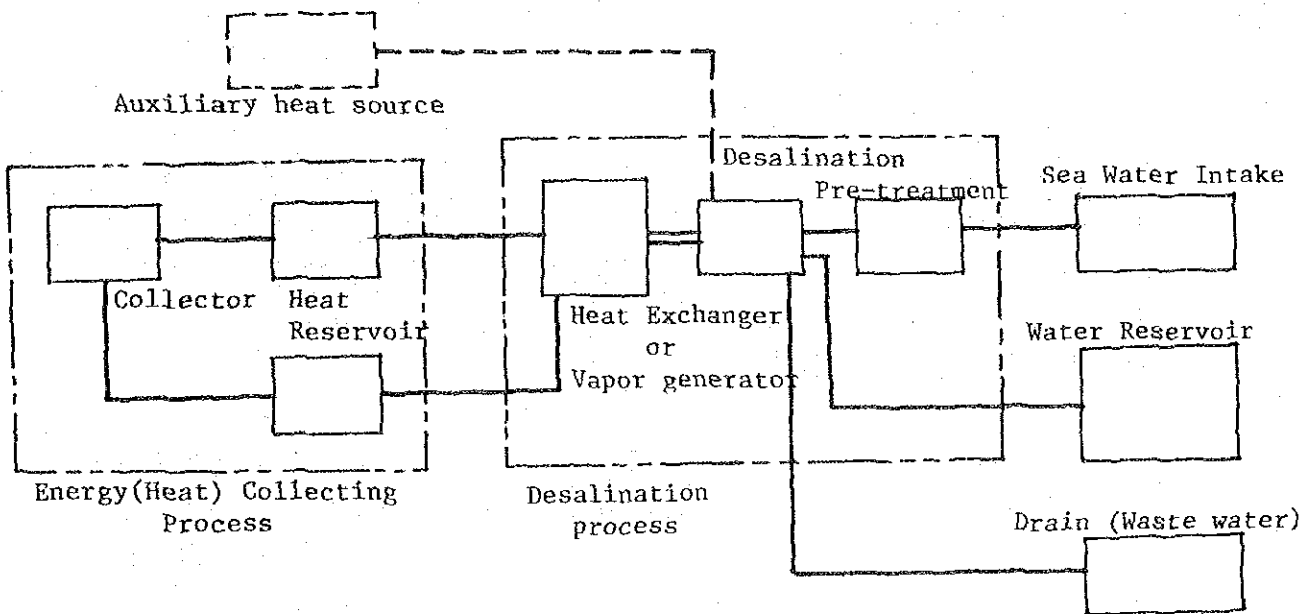 Auxiliary heat source
Desalination
Pre-treatment
Sea Water Intake
Collector
Heat
Reservoir
Heat Exchanger
or
Vapor generator
Water Reservoir
Energy(Heat) Collecting
Process
Desalination
process
Drain (Waste water)